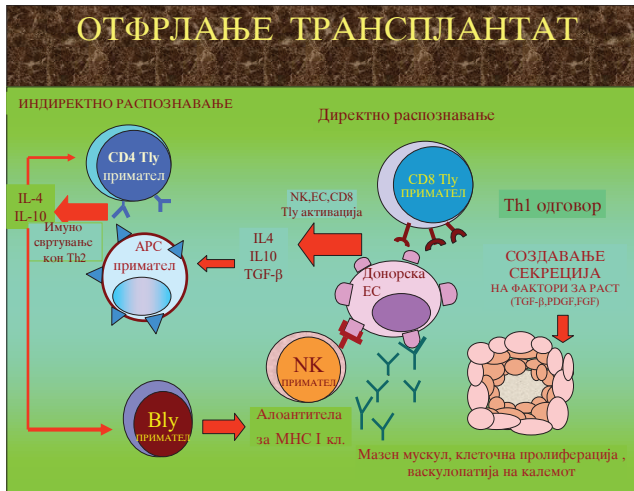 ОТФРЛАЊЕ ТРАНСПЛАНТАТ
ИНДИРЕКТНО РАСПОЗНАВАЊЕ
Директно распознавање
CD4 Tly
примател
CD8 Tly
ПРИМАТЕЛ
NK,EC,CD8
Tly активација
IL-4
IL-10
Th1 одговор
Имуно
свртување
кон Th2
IL4
IL10
TGF-β
APC
примател
Донорска
EC
СОЗДАВАЊЕ
СЕКРЕЦИЈА
НА ФАКТОРИ ЗА РАСТ
(TGF-β,PDGF,FGF)
NK
ПРИМАТЕЛ
Bly
ПРИМАТЕЛ
Алоантитела
за MHC I кл.
Мазен мускул, клеточна пролиферација ,
васкулопатија на калемот